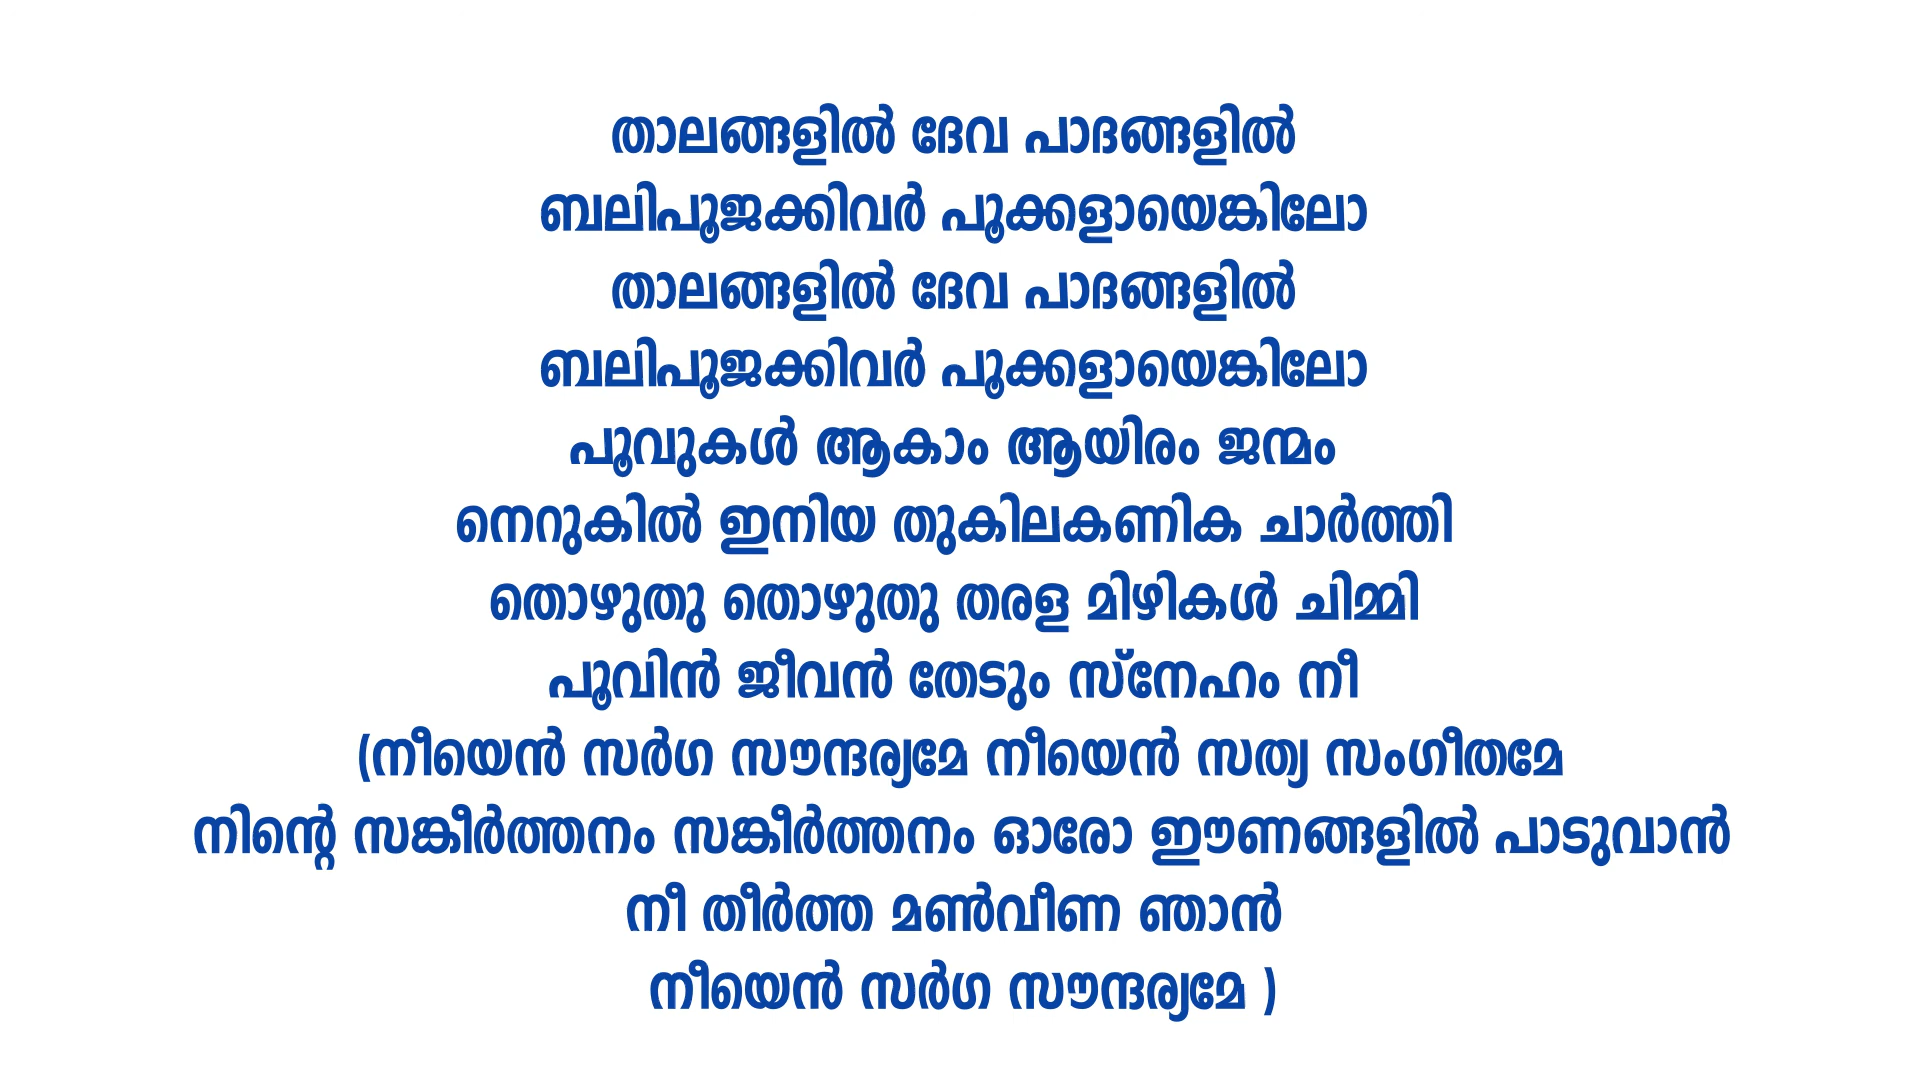 താലങ്ങളിൽ ദേവ പാദങ്ങളിൽ
ബലിപൂജക്കിവർ പൂക്കളായെങ്കിലോ
താലങ്ങളിൽ ദേവ പാദങ്ങളിൽ
ബലിപൂജക്കിവർ പൂക്കളായെങ്കിലോ
പൂവുകൾ ആകാം ആയിരം ജന്മം
നെറുകിൽ ഇനിയ തുകിലകണിക ചാർത്തി
തൊഴുതു തൊഴുതു തരള മിഴികൾ ചിമ്മി
പൂവിൻ ജീവൻ തേടും സ്നേഹം നീ
(നീയെൻ സർഗ സൗന്ദര്യമേ നീയെൻ സത്യ സംഗീതമേ
നിന്റെ സങ്കീർത്തനം സങ്കീർത്തനം ഓരോ ഈണങ്ങളിൽ പാടുവാൻ
നീ തീർത്ത മൺവീണ ഞാൻ
നീയെൻ സർഗ സൗന്ദര്യമേ )